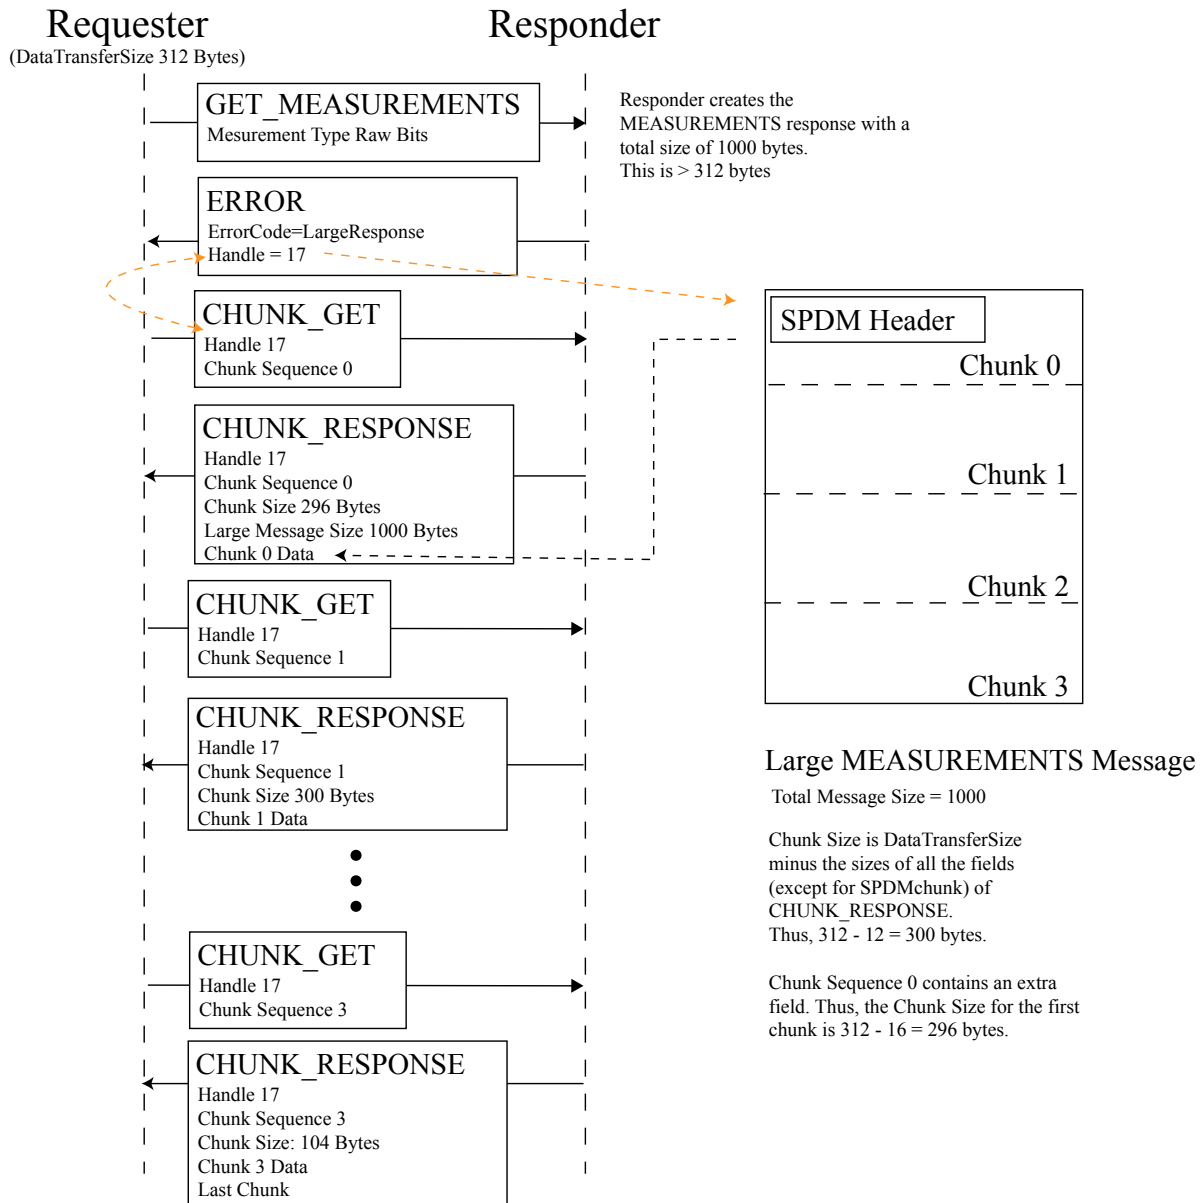 Requester
(DataTransferSize 312 Bytes)
Responder
GET_MEASUREMENTS
Mesurement Type Raw Bits
Responder creates the
MEASUREMENTS response with a
total size of 1000 bytes.
This is > 312 bytes
ERROR
ErrorCode=LargeResponse
Handle = 17
CHUNK_GET
Handle 17
Chunk Sequence 0
CHUNK_RESPONSE
Handle 17
Chunk Sequence 0
Chunk Size 296 Bytes
Large Message Size 1000 Bytes
Chunk 0 Data
CHUNK_GET
Handle 17
Chunk Sequence 1
CHUNK_RESPONSE
Handle 17
Chunk Sequence 1
Chunk Size 300 Bytes
Chunk 1 Data
CHUNK_GET
Handle 17
Chunk Sequence 3
CHUNK_RESPONSE
Handle 17
Chunk Sequence 3
Chunk Size: 104 Bytes
Chunk 3 Data
Last Chunk
SPDM Header
Chunk 0
Chunk 1
Chunk 2
Chunk 3
Large MEASUREMENTS Message
Total Message Size = 1000
Chunk Size is DataTransferSize
minus the sizes of all the fields
(except for SPDMchunk) of
CHUNK_RESPONSE.
Thus, 312 - 12 = 300 bytes.
Chunk Sequence 0 contains an extra
field. Thus, the Chunk Size for the first
chunk is 312 - 16 = 296 bytes.